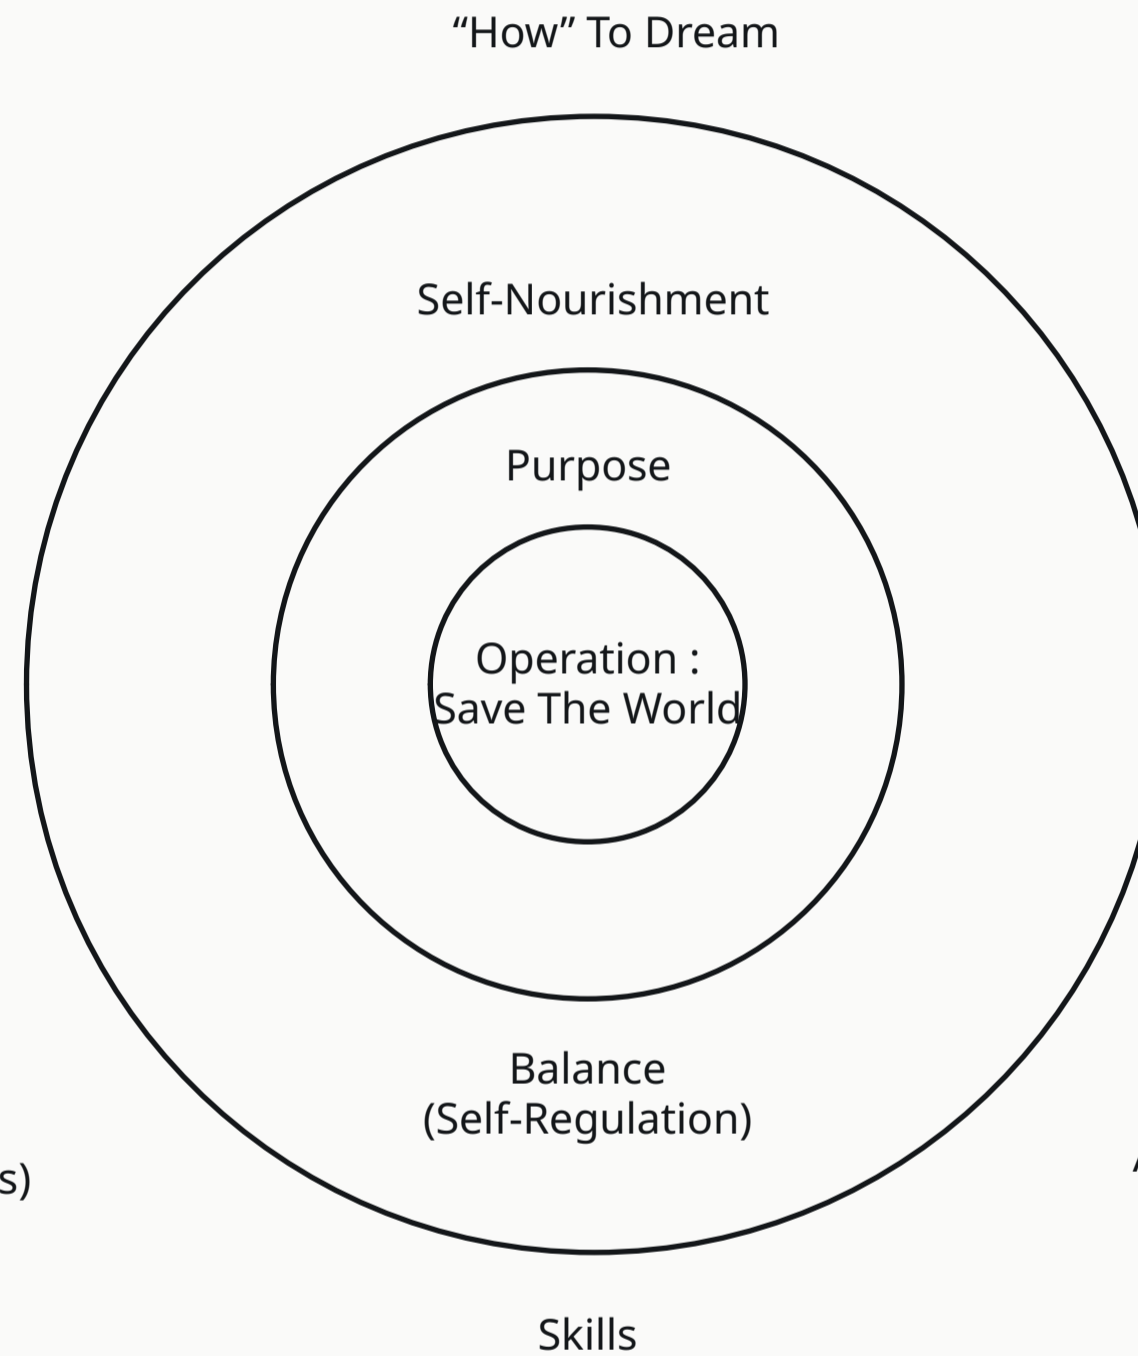 “How” To Dream
Self-Nourishment
Purpose
Operation :
Save The World
Balance
(Self-Regulation)
s)
Skills